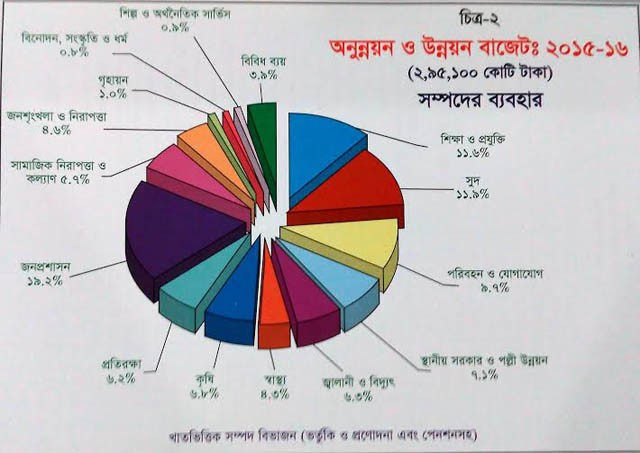 চিত্র-২
অনুন্নয়ন ও উন্নয়ন বাজেটঃ ২০১৫-১৬
(২,৯৫,১০০ কোটি টাকা)
সম্পদের ব্যবহার
শিল্প ও অর্থনৈতিক সার্ভিস
০.৯%
বিনোদন, সংস্কৃতি ও ধর্ম
০.৮%
বিবিধ ব্যয়
৩.৯%
গৃহায়ন
১.০%
জনশৃংখলা ও নিরাপত্তা
৪.৬%
সামাজিক নিরাপত্তা ও
কল্যাণ ৫.৭%
জনপ্রশাসন
১৯.২%
প্রতিরক্ষা
৬.২%
কৃষি
৬.৮%
স্বাস্থ্য
৪.৩%
জ্বালানী ও বিদ্যুৎ
৬.৩%
স্থানীয় সরকার ও পল্লী উন্নয়ন
৭.১%
পরিবহন ও যোগাযোগ
৯.৭%
সুদ
১১.৯%
শিক্ষা ও প্রযুক্তি
১১.৬%
খাতভিত্তিক সম্পদ বিভাজন (ভর্তুকি ও প্রণোদনা এবং পেনশনসহ)